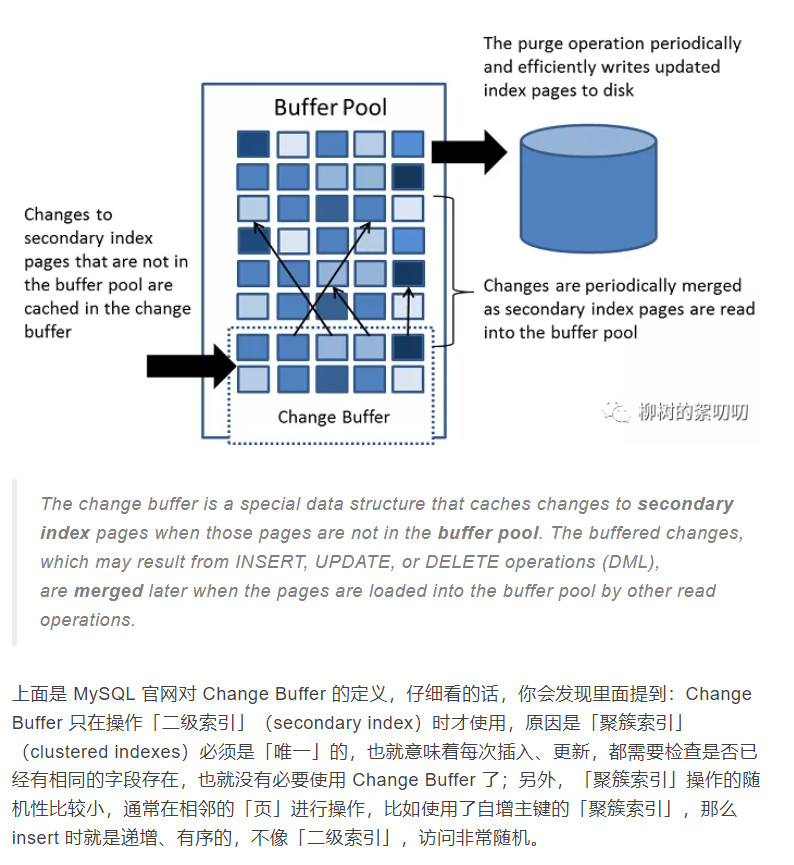 The purge operation periodically
and efficiently writes updated
index pages to disk
Buffer Pool
Changes to
secondary index
pages that are not in
the buffer pool are
cached in the change
buffer
Changes are periodically merged
as secondary index pages are read
into the buffer pool
Change Buffer
柳树的絮叨叨
The change buffer is a special data structure that caches changes to secondary
index pages when those pages are not in the buffer pool. The buffered changes,
which may result from INSERT, UPDATE, or DELETE operations (DML),
are merged later when the pages are loaded into the buffer pool by other read
operations.
上面是 MySQL 官网对 Change Buffer 的定义，仔细看的话，你会发现里面提到：Change
Buffer 只在操作「二级索引」（secondary index）时才使用，原因是「聚簇索引」
（clustered indexes）必须是「唯一」的，也就意味着每次插入、更新，都需要检查是否已
经有相同的字段存在，也就没有必要使用 Change Buffer 了；另外，「聚簇索引」操作的随
机性比较小，通常在相邻的「页」进行操作，比如使用了自增主键的「聚簇索引」，那么
insert 时就是递增、有序的，不像「二级索引」，访问非常随机。